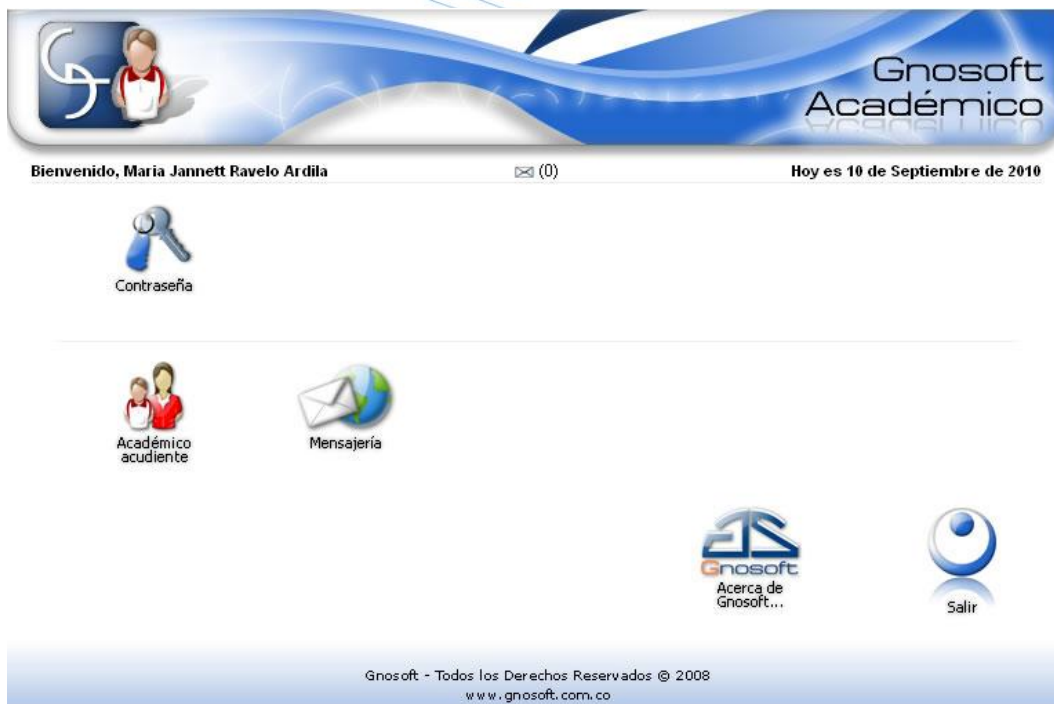 Gnosoft
Académico
Bienvenido, Maria Jannett Ravelo Ardila
(0)
Hoy es 10 de Septiembre de 2010
Contraseña
Académico
acudiente
Mensajería
Gnosoft
Acerca de
Gnosoft...
Salir
Gnosoft - Todos los Derechos Reservados © 2008
www.gnosoft.com.co